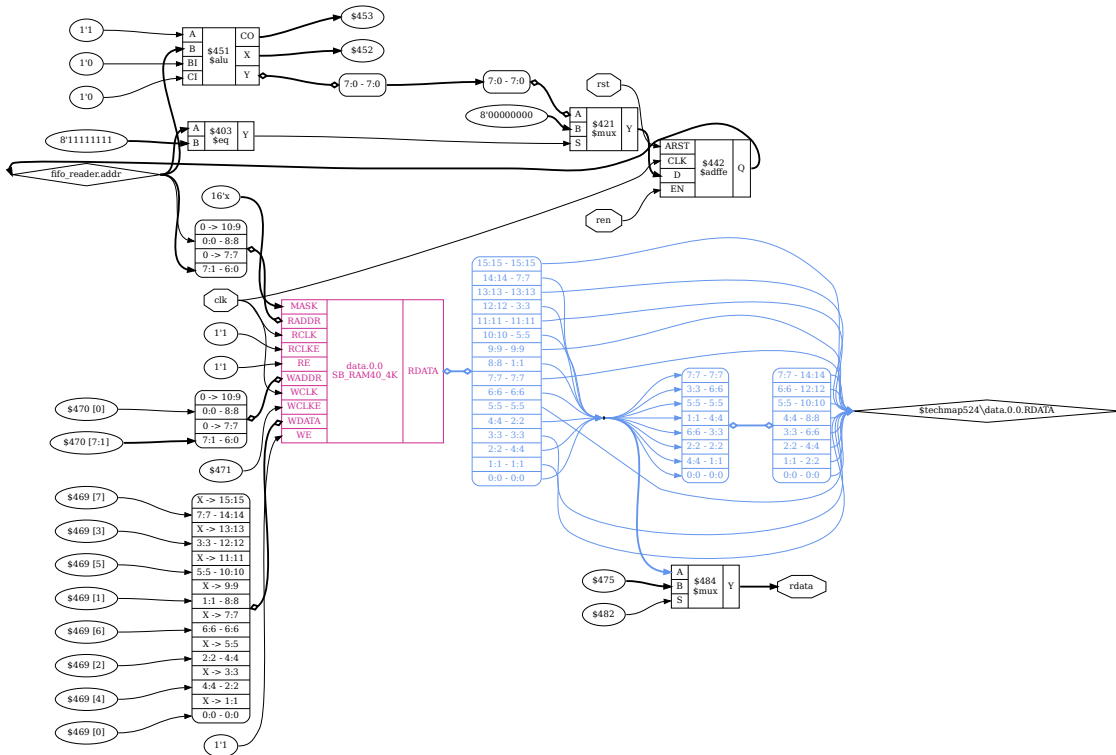 1'1
1'0
1'0
A
B
BI
CI
$451
$alu
CO
X
Y
$453
$452
7:0 - 7:0
7:0 - 7:0
rst
8'00000000
A
B
S
$421
$mux
Y
8'11111111
A
B
$403
$eq
Y
ARST
CLK
D
EN
$442
$adffe
Q
fifo_reader.addr
ren
16'x
0 -> 10:9
0:0 - 8:8
0 -> 7:7
7:1 - 6:0
clk
1'1
1'1
MASK
RADDR
RCLK
RCLKE
RE
WADDR
WCLK
WCLKE
WDATA
WE
data.0.0
SB_RAM40_4K
RDATA
15:15 - 15:15
14:14 - 7:7
13:13 - 13:13
12:12 - 3:3
11:11 - 11:11
10:10 - 5:5
9:9 - 9:9
8:8 - 1:1
7:7 - 7:7
6:6 - 6:6
5:5 - 5:5
4:4 - 2:2
3:3 - 3:3
2:2 - 4:4
1:1 - 1:1
0:0 - 0:0
7:7 - 7:7
3:3 - 6:6
5:5 - 5:5
1:1 - 4:4
6:6 - 3:3
2:2 - 2:2
4:4 - 1:1
0:0 - 0:0
7:7 - 14:14
6:6 - 12:12
5:5 - 10:10
4:4 - 8:8
3:3 - 6:6
2:2 - 4:4
1:1 - 2:2
0:0 - 0:0
$techmap524\data.0.0.RDATA
$470 [0]
$470 [7:1]
0 -> 10:9
0:0 - 8:8
0 -> 7:7
7:1 - 6:0
$471
$469 [7]
$469 [3]
$469 [5]
$469 [1]
$469 [6]
$469 [2]
$469 [4]
$469 [0]
X -> 15:15
7:7 - 14:14
X -> 13:13
3:3 - 12:12
X -> 11:11
5:5 - 10:10
X -> 9:9
1:1 - 8:8
X -> 7:7
6:6 - 6:6
X -> 5:5
2:2 - 4:4
X -> 3:3
4:4 - 2:2
X -> 1:1
0:0 - 0:0
1'1
$475
$482
A
B
S
$484
$mux
Y
rdata